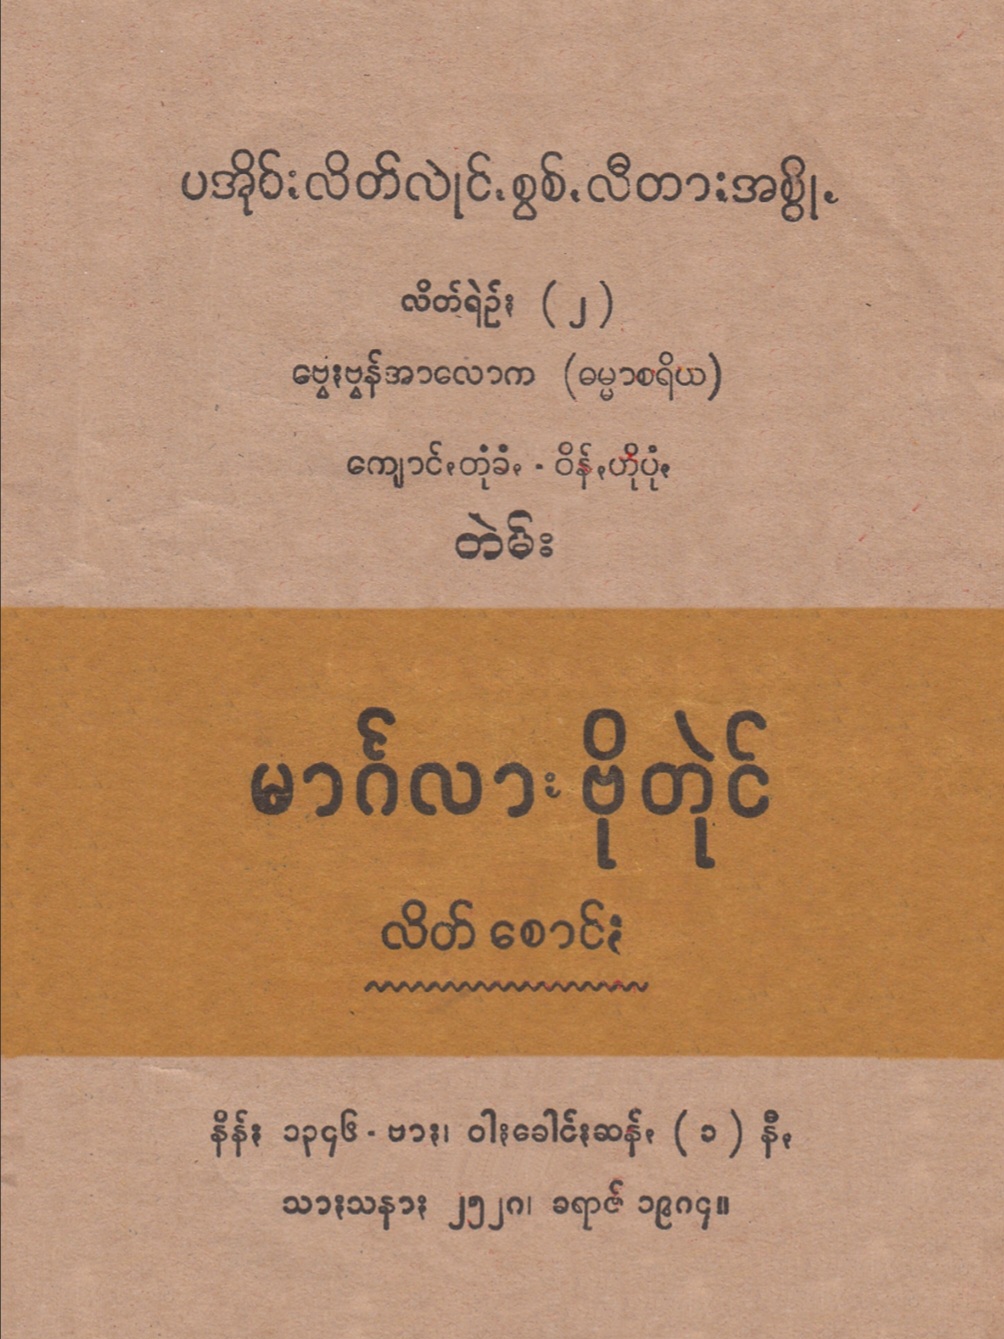 ပအိုဝ်ႏလိတ်လဲုင်ႉစွစ်ႉလီတာႏအစွိုႉ
လိတ်ရဲဉ်ႏ (၂)
ဗွေႏဗွန်အာလောက (ဓမ္မာစရိယ)
ကျောင်ႇတုံခံႇ - ဝိန်ႇဟိုပုံႇ
တဲမ်း
မာင်္ဂလာႈ ဗိုတဲုင်
လိတ် စောင်ႏ
နိန်ႏ ၁၃၄၆ - ဗာႏ၊ ဝါႏခေါင်ႏဆန်ႇ (၁) နီႇ
သာႏသနာႏ ၂၅၂၈၊ ခရာဇ် ၁၉၈၄။